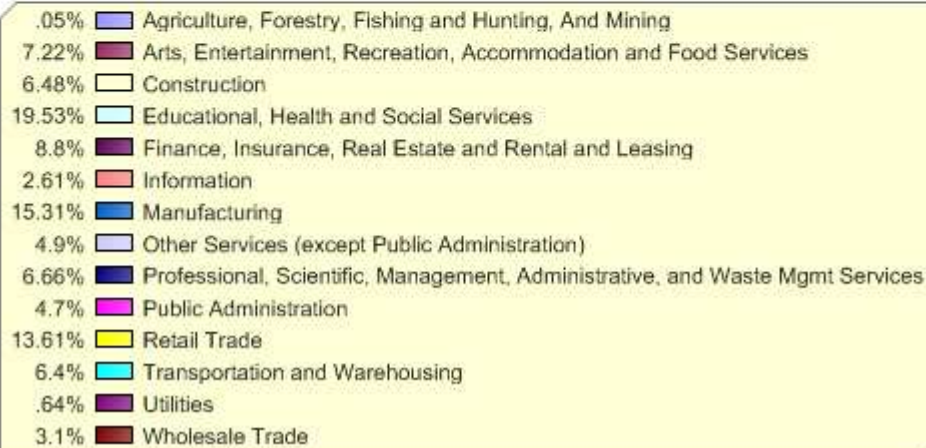 .05% Agriculture, Forestry, Fishing and Hunting, And Mining
7.22% Arts, Entertainment, Recreation, Accommodation and Food Services
6.48% Construction
19.53% Educational, Health and Social Services
8.8% Finance, Insurance, Real Estate and Rental and Leasing
2.61% Information
15.31% Manufacturing
4.9% Other Services (except Public Administration)
6.66% Professional, Scientific, Management, Administrative, and Waste Mgmt Services
4.7% Public Administration
13.61% Retail Trade
6.4% Transportation and Warehousing
.64% Utilities
3.1% Wholesale Trade